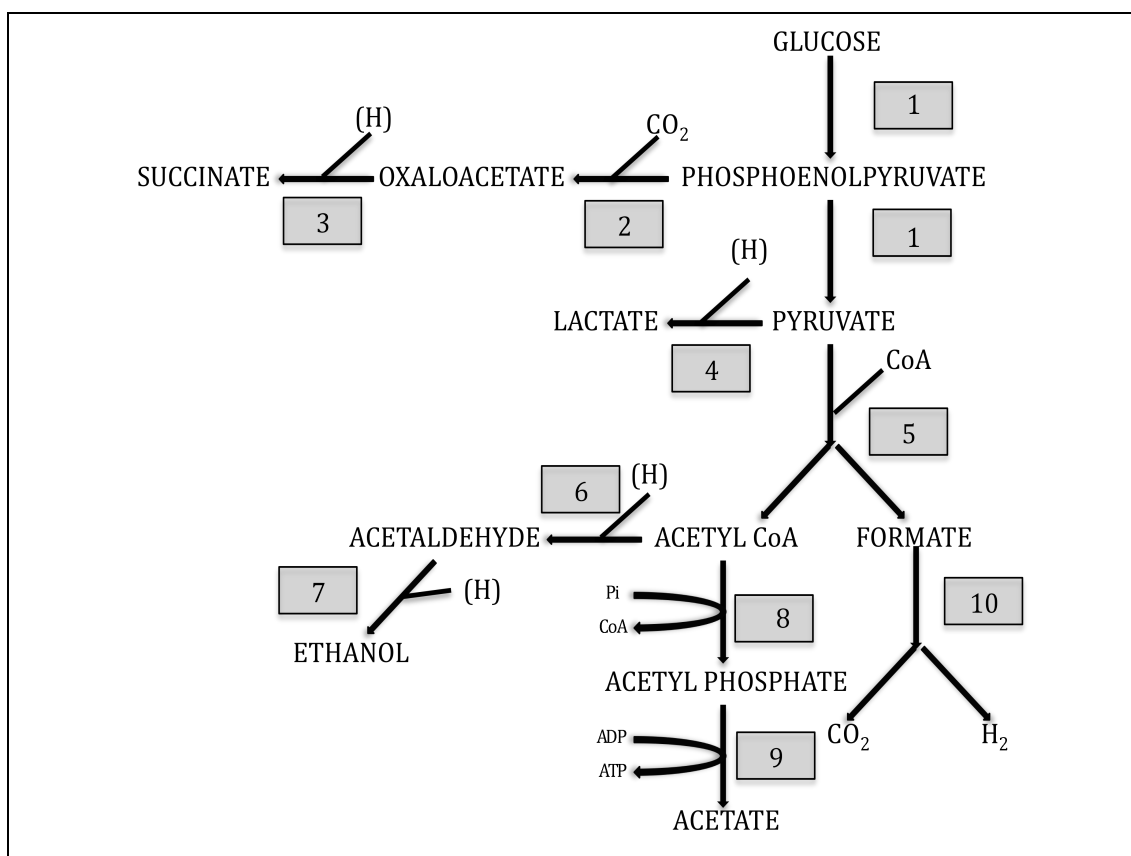 GLUCOSE
1
(H)
CO₂
SUCCINATE
OXALOACETATE
PHOSPHOENOLPYRUVATE
3
2
1
(H)
LACTATE
PYRUVATE
4
CoA
5
6
(H)
ACETALDEHYDE
ACETYL CoA
FORMATE
7
(H)
Pi
CoA
8
10
ETHANOL
ACETYL PHOSPHATE
CO₂
H₂
ADP
ATP
9
ACETATE